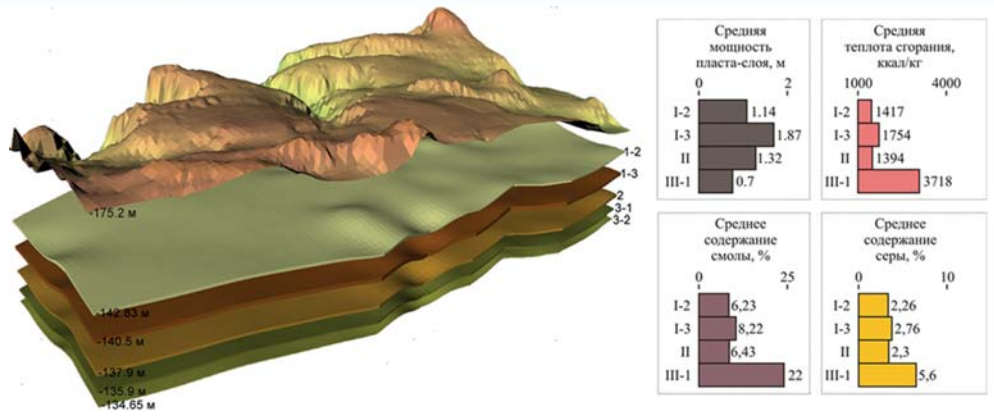 1-2
1-3
2
3-1
3-2
-175.2 м
-142.83 м
-140.5 м
-137.9 м
-135.9 м
-134.65 м
Средняя
мощность
пласта-слоя, м
0 2
I-2 1.14
I-3 1.87
II 1.32
III-1 0.7
Средняя
теплота сгорания,
ккал/кг
1000 4000
I-2 1417
I-3 1754
II 1394
III-1 3718
Среднее
содержание
смолы, %
0 25
I-2 6,23
I-3 8,22
II 6,43
III-1 22
Среднее
содержание
серы, %
0 10
I-2 2,26
I-3 2,76
II 2,3
III-1 5,6